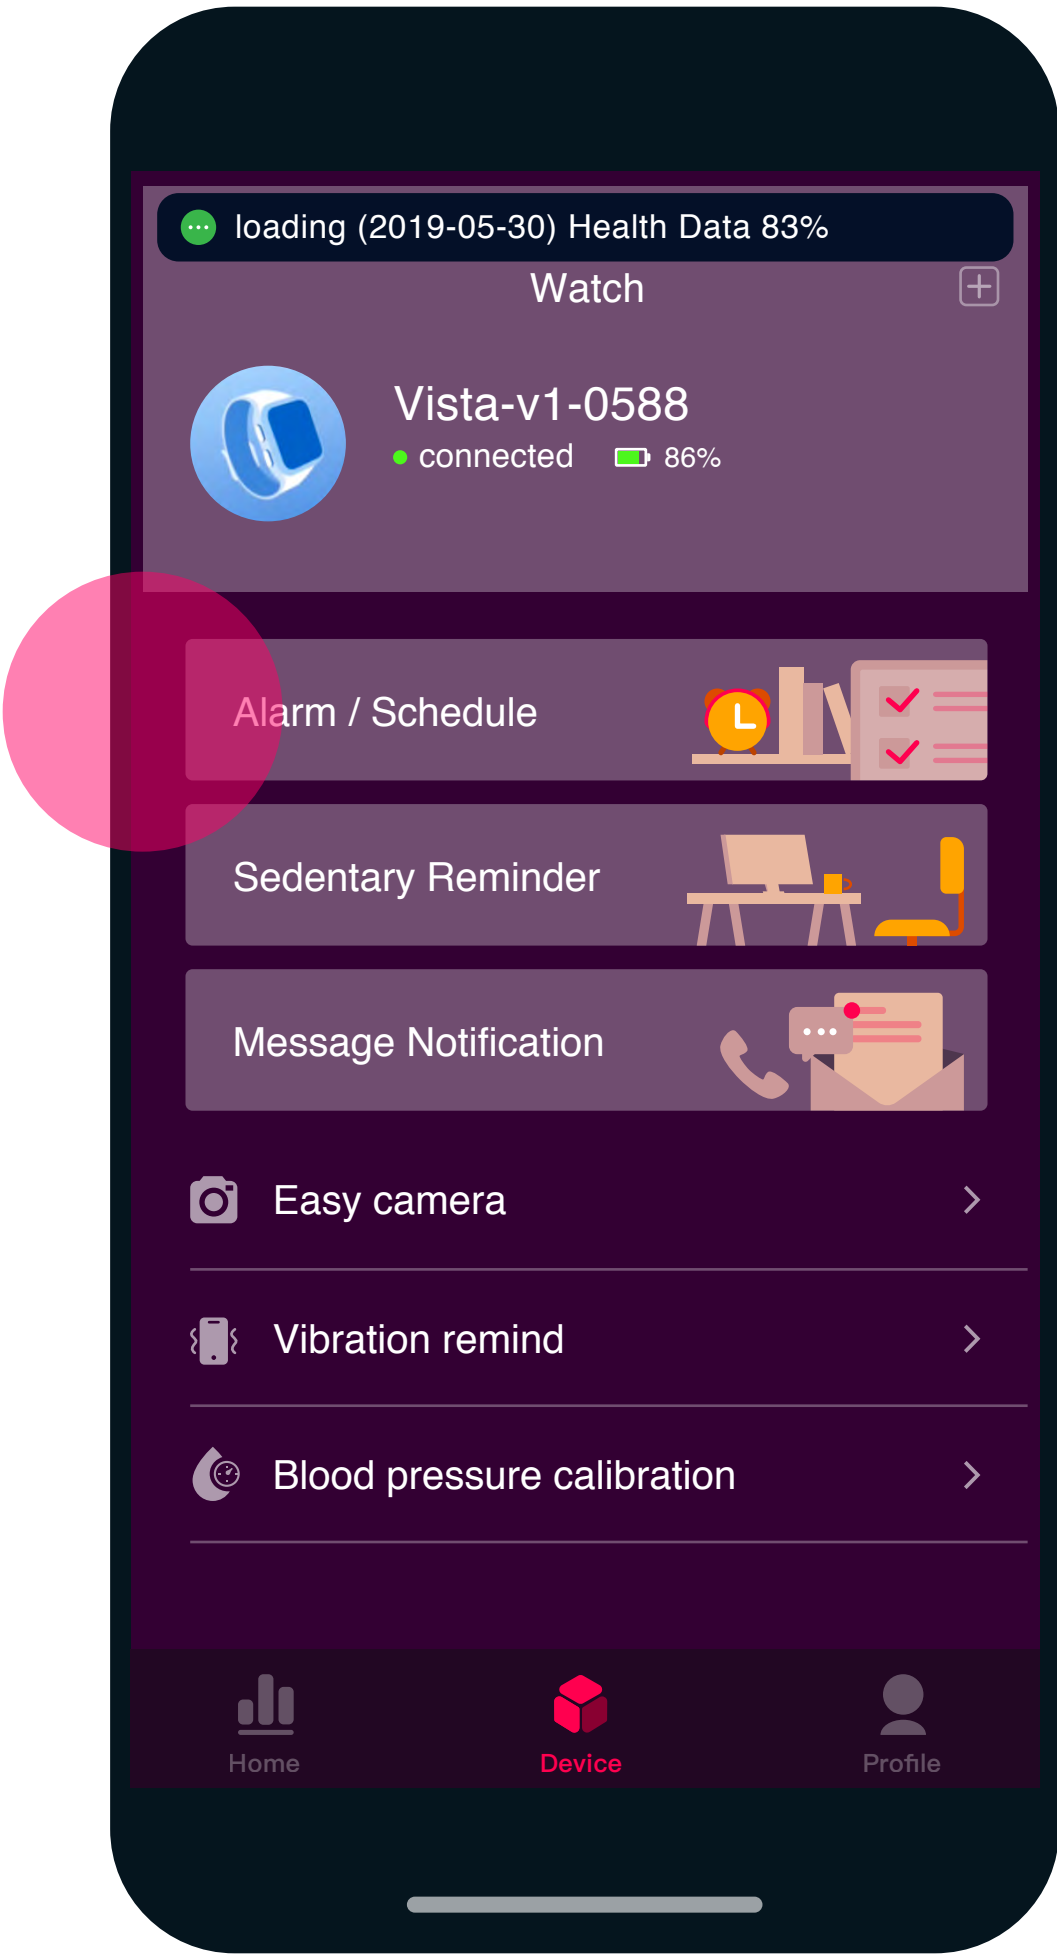 loading (2019-05-30) Health Data 83%
Watch
Vista-v1-0588
connected 86%
Alarm / Schedule
Sedentary Reminder
Message Notification
Easy camera
Vibration remind
Blood pressure calibration
Home Device Profile